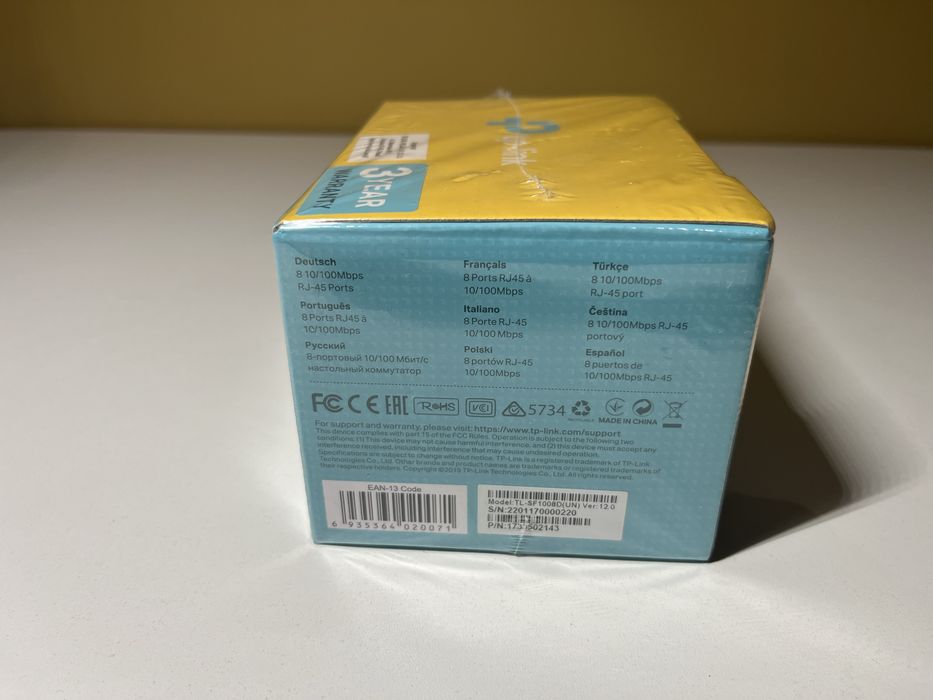 3 YEAR
WARRANTY
Deutsch
8 10/100Mbps
RJ-45 Ports
Français
8 Ports RJ45 à
10/100Mbps
Türkçe
8 10/100Mbps
RJ-45 port
Português
8 Ports RJ45 à
10/100Mbps
Italiano
8 Porte RJ-45
10/100 Mbps
Čeština
8 10/100Mbps RJ-45
portový
Русский
8-портовый 10/100 Мбит/с
настольный коммутатор
Polski
8 portów RJ-45
10/100Mbps
Español
8 puertos de
10/100Mbps RJ-45
FC CE EAC RoHS VCCI 5734 MADE IN CHINA
For support and warranty, please visit: https://www.tp-link.com/support
This device complies with part 15 of the FCC Rules. Operation is subject to the following two
conditions: (1) This device may not cause harmful interference, and (2) this device must accept any
interference received, including interference that may cause undesired operation.
Specifications are subject to change without notice. TP-Link is a registered trademark of TP-Link
Technologies Co., Ltd. Other brands and product names are trademarks or registered trademarks of
their respective holders. Copyright ©2019 TP-Link Technologies Co., Ltd. All rights reserved.
EAN-13 Code
6 935364 020071
Model:TL-SF1008D(UN) Ver:12.0
S/N:2201170000220
P/N: